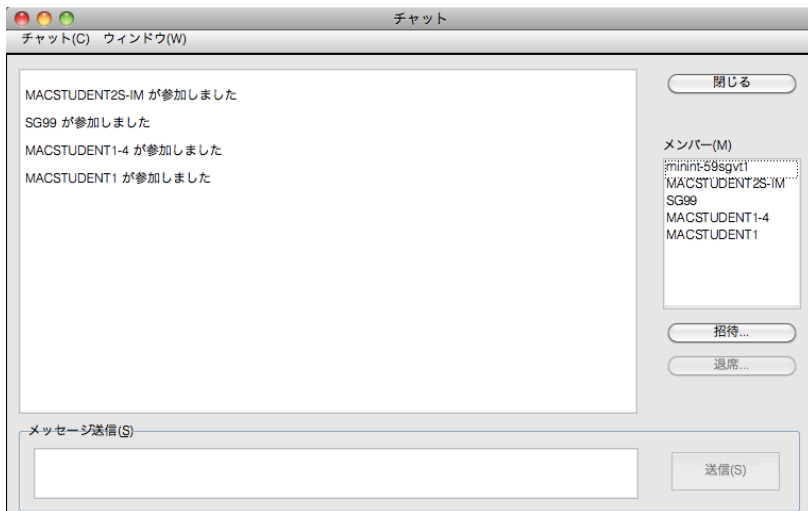 チャット
チャット(C) ウィンドウ(W)
MACSTUDENT2S-IM が参加しました
SG99 が参加しました
MACSTUDENT1-4 が参加しました
MACSTUDENT1 が参加しました
閉じる
メンバー(M)
minint-59sgvt1
MACSTUDENT2S-IM
SG99
MACSTUDENT1-4
MACSTUDENT1
招待...
退席...
メッセージ送信(S)
送信(S)